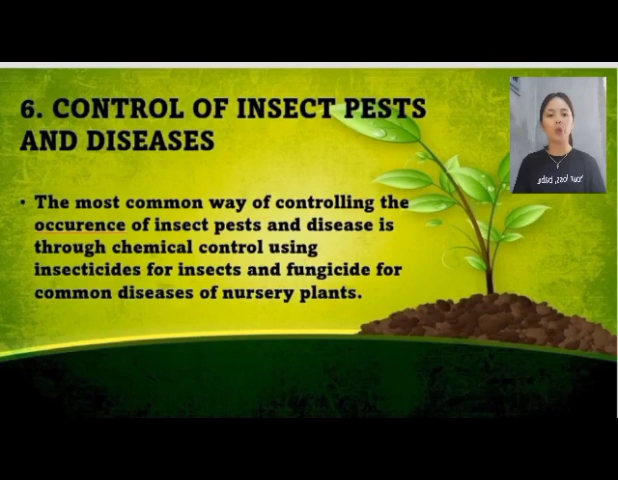 6. CONTROL OF INSECT PESTS
AND DISEASES
• The most common way of controlling the
occurence of insect pests and disease is
through chemical control using
insecticides for insects and fungicide for
common diseases of nursery plants.